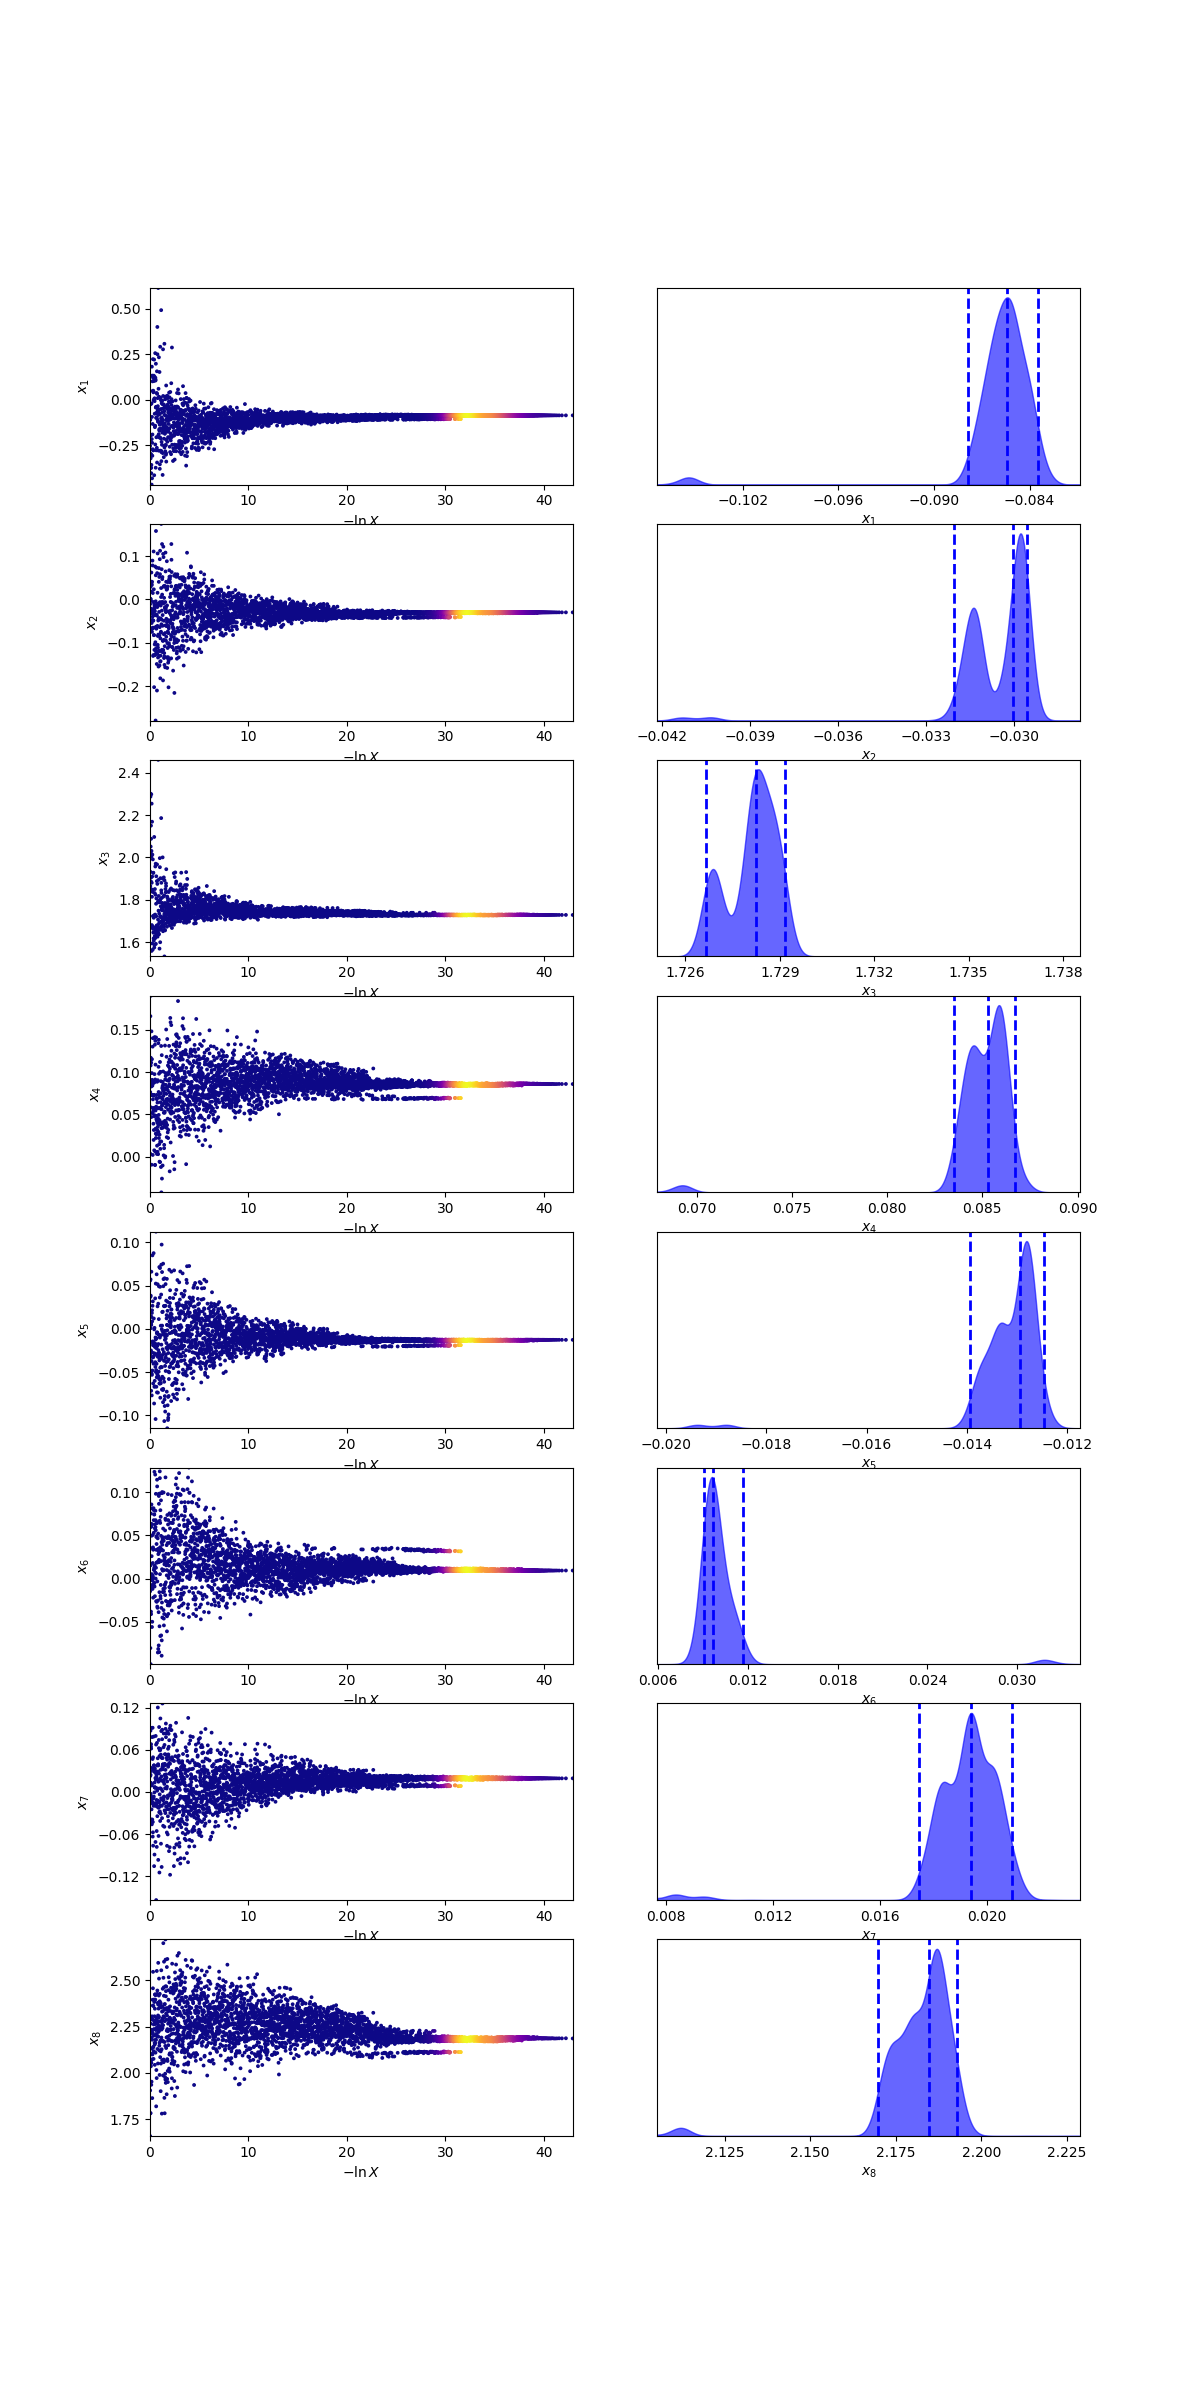 0.50
0.25
0.00
−0.25
x₁
0 10 20 30 40
−ln X
−0.102 −0.096 −0.090 −0.084
x₁
0.1
0.0
−0.1
−0.2
x₂
0 10 20 30 40
−ln X
−0.042 −0.039 −0.036 −0.033 −0.030
x₂
2.4
2.2
2.0
1.8
1.6
x₃
0 10 20 30 40
−ln X
1.726 1.729 1.732 1.735 1.738
x₃
0.15
0.10
0.05
0.00
x₄
0 10 20 30 40
−ln X
0.070 0.075 0.080 0.085 0.090
x₄
0.10
0.05
0.00
−0.05
−0.10
x₅
0 10 20 30 40
−ln X
−0.020 −0.018 −0.016 −0.014 −0.012
x₅
0.10
0.05
0.00
−0.05
x₆
0 10 20 30 40
−ln X
0.006 0.012 0.018 0.024 0.030
x₆
0.12
0.06
0.00
−0.06
−0.12
x₇
0 10 20 30 40
−ln X
0.008 0.012 0.016 0.020
x₇
2.50
2.25
2.00
1.75
x₈
0 10 20 30 40
−ln X
2.125 2.150 2.175 2.200 2.225
x₈